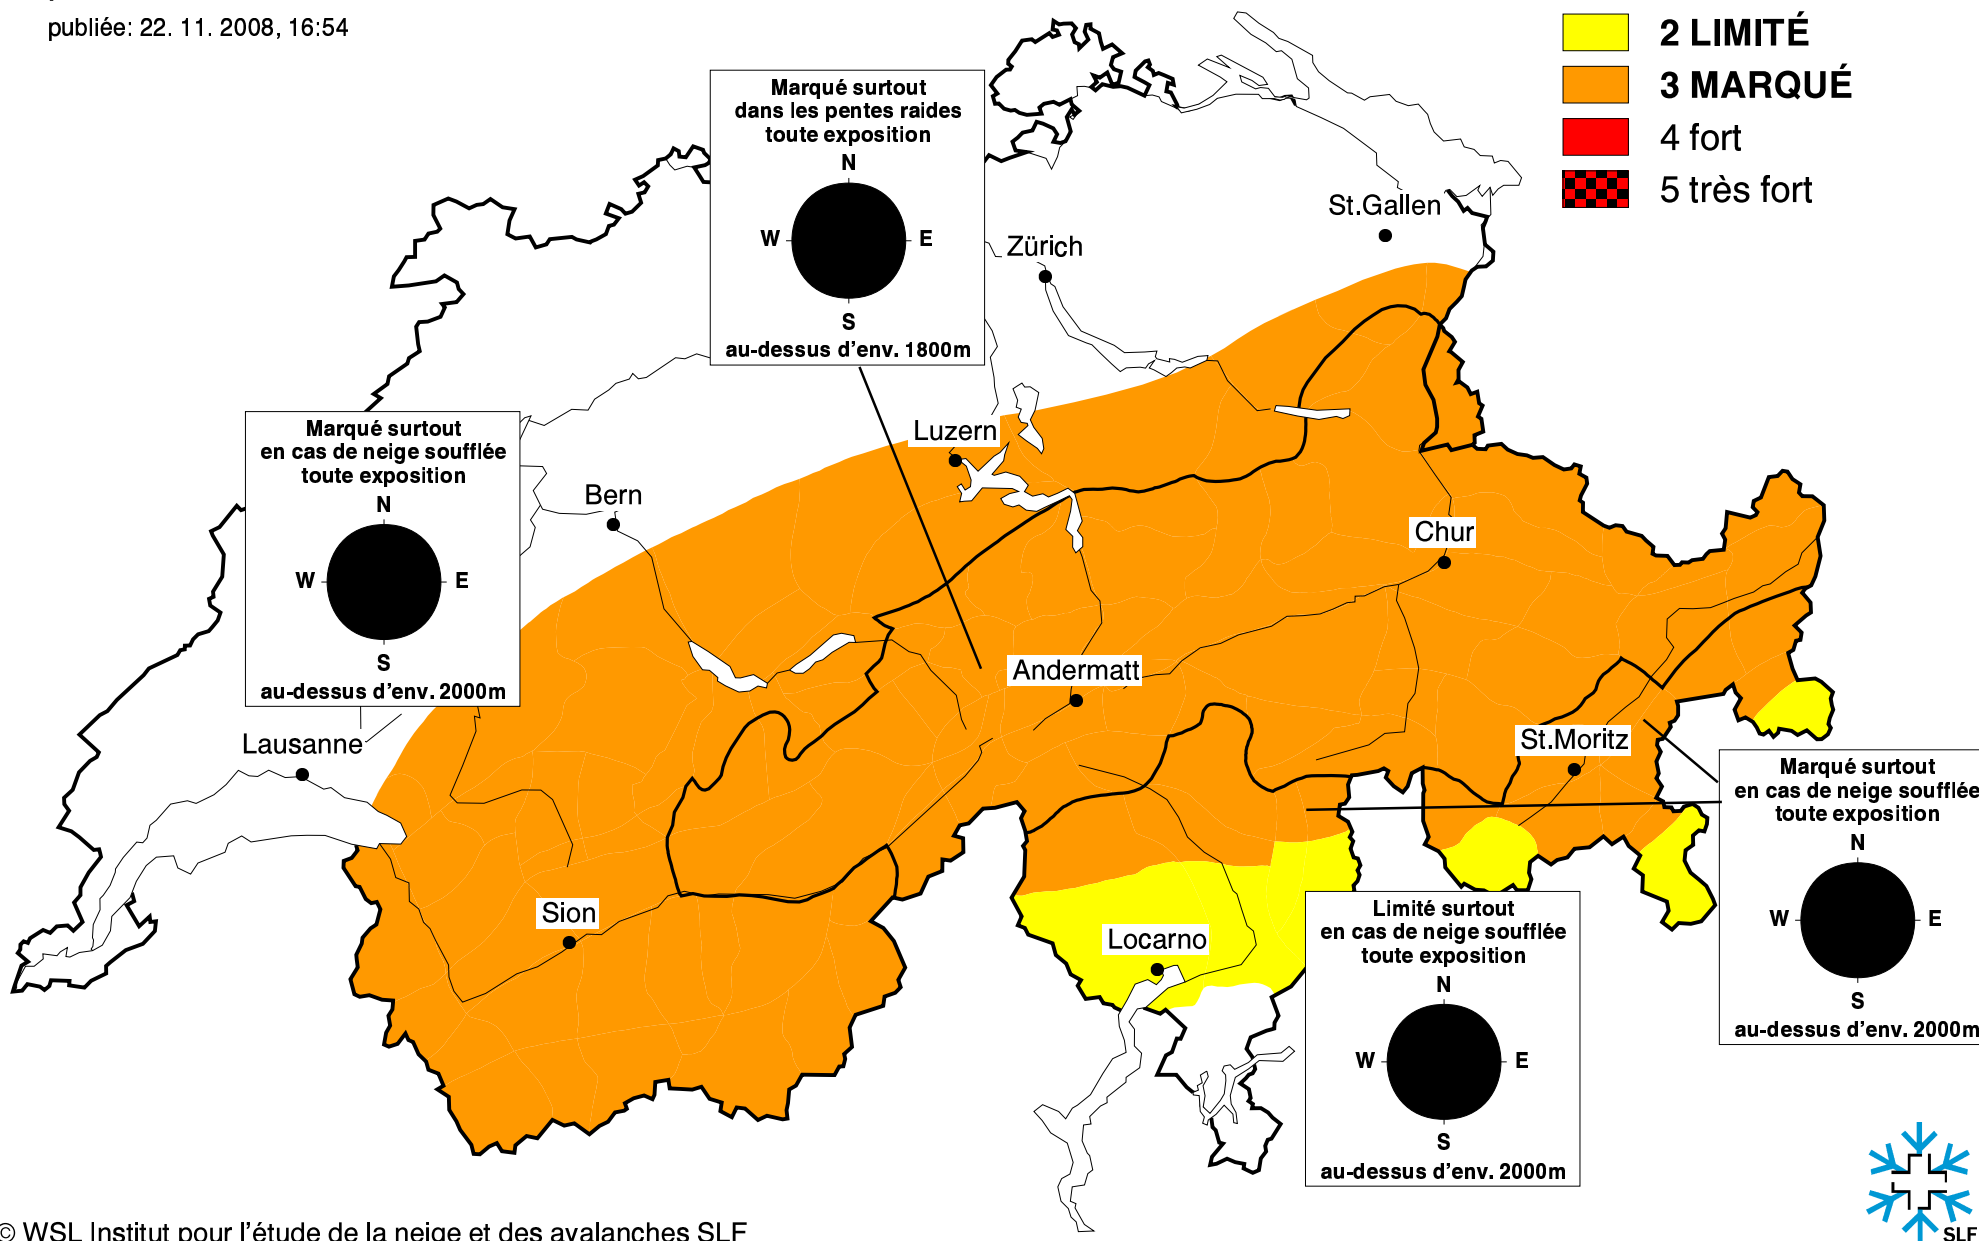 publiée: 22. 11. 2008, 16:54
2 LIMITÉ
3 MARQUÉ
4 fort
5 très fort
Marqué surtout
dans les pentes raides
toute exposition
N
W
E
S
au-dessus d'env. 1800m
St.Gallen
Zürich
Marqué surtout
en cas de neige soufflée
toute exposition
N
W
E
S
au-dessus d'env. 2000m
Luzern
Bern
Chur
Andermatt
Lausanne
St.Moritz
Marqué surtout
en cas de neige soufflée
toute exposition
N
W
E
S
au-dessus d'env. 2000m
Sion
Locarno
Limité surtout
en cas de neige soufflée
toute exposition
N
W
E
S
au-dessus d'env. 2000m
© WSL Institut pour l'étude de la neige et des avalanches SLF
SLF